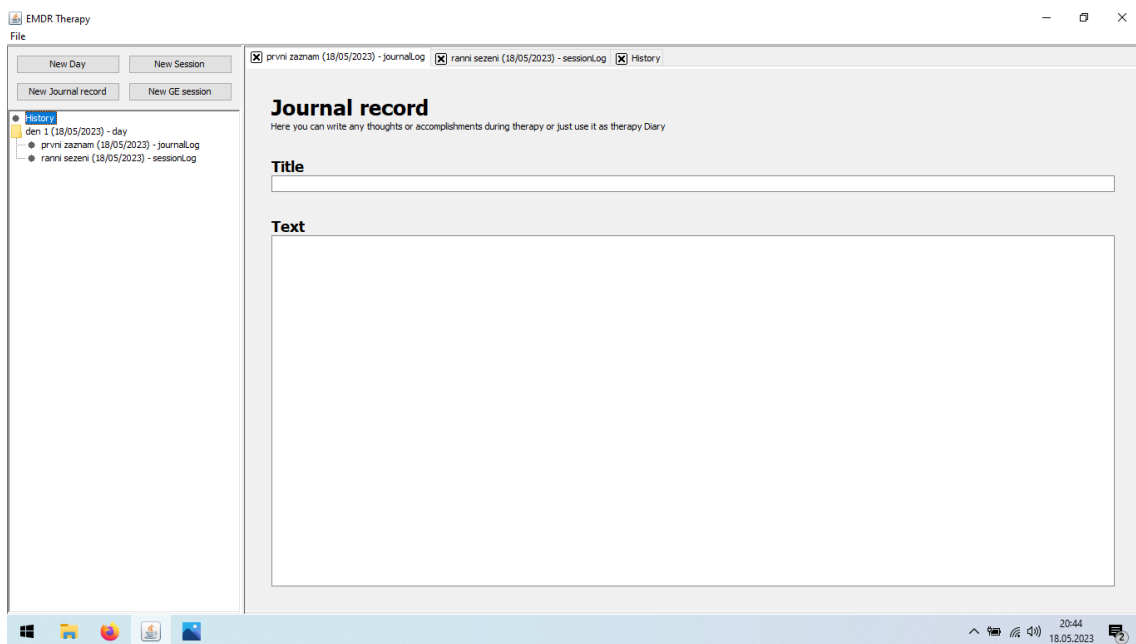 EMDR Therapy
File
New Day New Session
New Journal record New GE session
History
den 1 (18/05/2023) - day
prvni zaznam (18/05/2023) - journalLog
ranni sezeni (18/05/2023) - sessionLog
prvni zaznam (18/05/2023) - journalLog ranni sezeni (18/05/2023) - sessionLog History
Journal record
Here you can write any thoughts or accomplishments during therapy or just use it as therapy Diary
Title
Text
20:44
18.05.2023
2